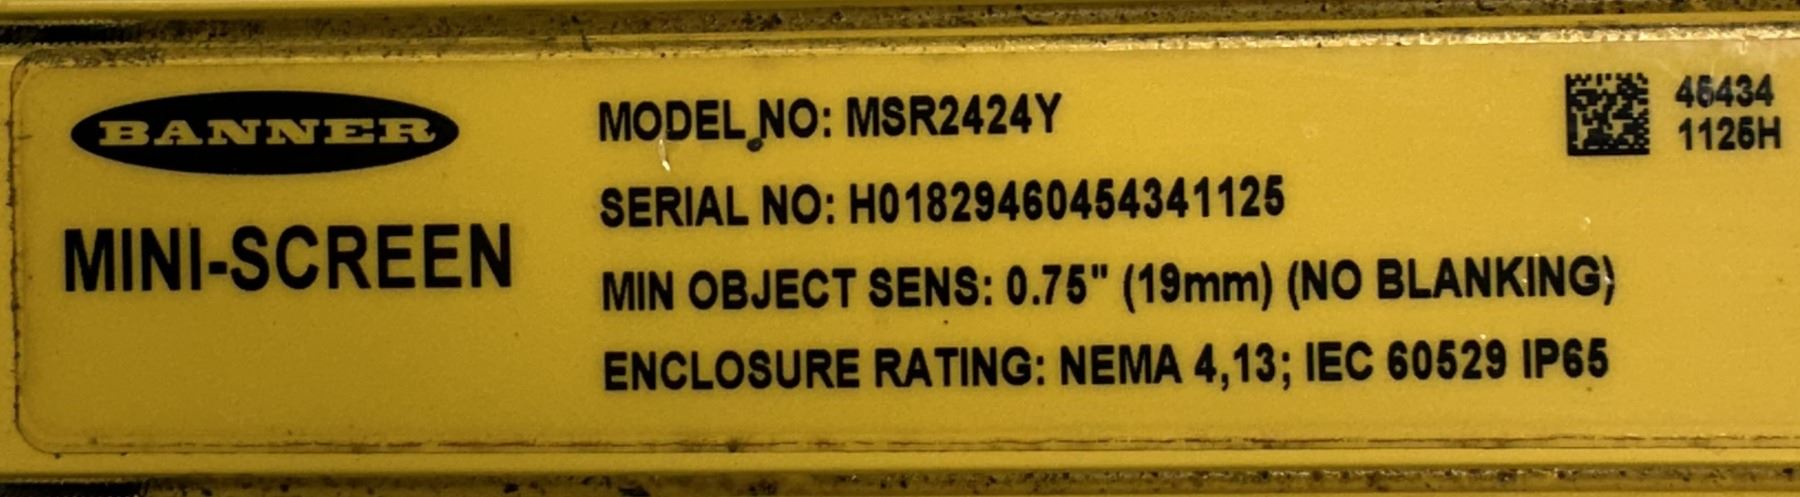 BANNER
MINI-SCREEN
MODEL NO: MSR2424Y
SERIAL NO: H01829460454341125
MIN OBJECT SENS: 0.75" (19mm) (NO BLANKING)
ENCLOSURE RATING: NEMA 4,13; IEC 60529 IP65
45434
1125H